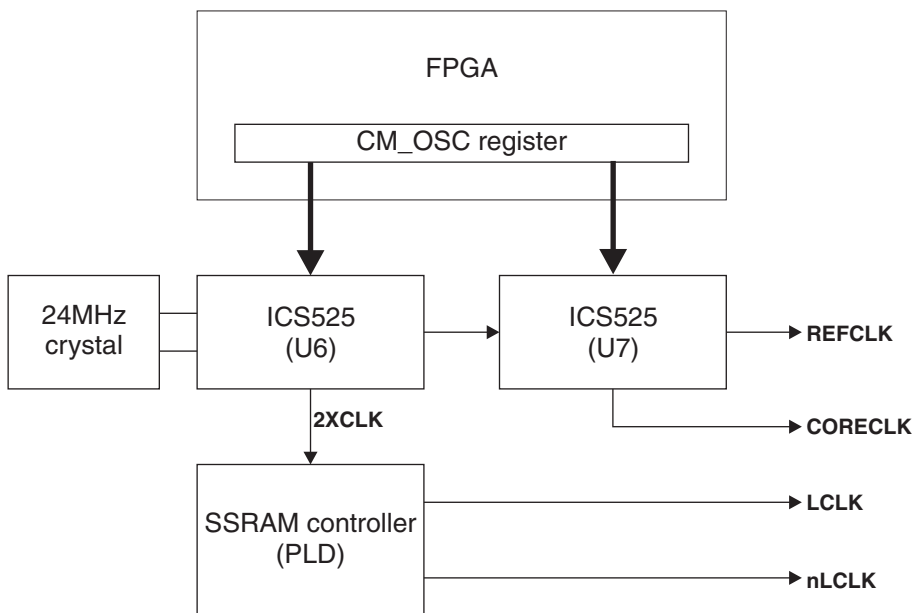 FPGA
CM_OSC register
24MHz
crystal
ICS525
(U6)
ICS525
(U7)
REFCLK
2XCLK
CORECLK
SSRAM controller
(PLD)
LCLK
nLCLK